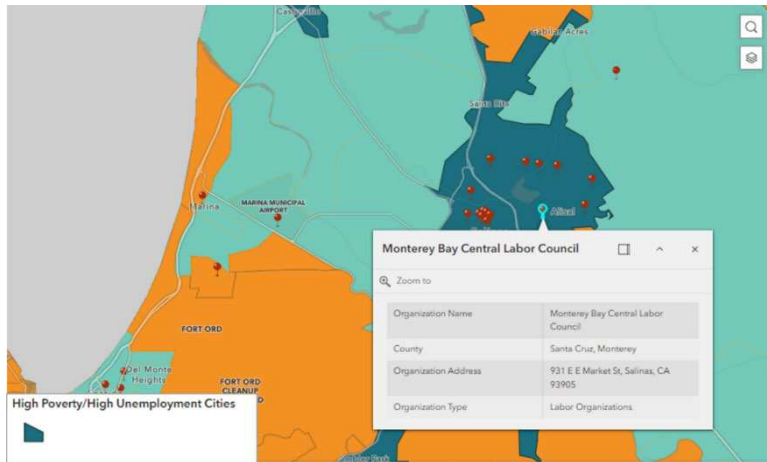 Gabilan Acres
Santa Rita
MARINA MUNICIPAL
AIRPORT
Marina
Alisal
Monterey Bay Central Labor Council
Zoom to
Organization Name
Monterey Bay Central Labor
Council
County
Santa Cruz, Monterey
Organization Address
931 E E Market St, Salinas, CA
93905
Organization Type
Labor Organizations
FORT ORD
Del Monte
Heights
FORT ORD
CLEANUP
High Poverty/High Unemployment Cities